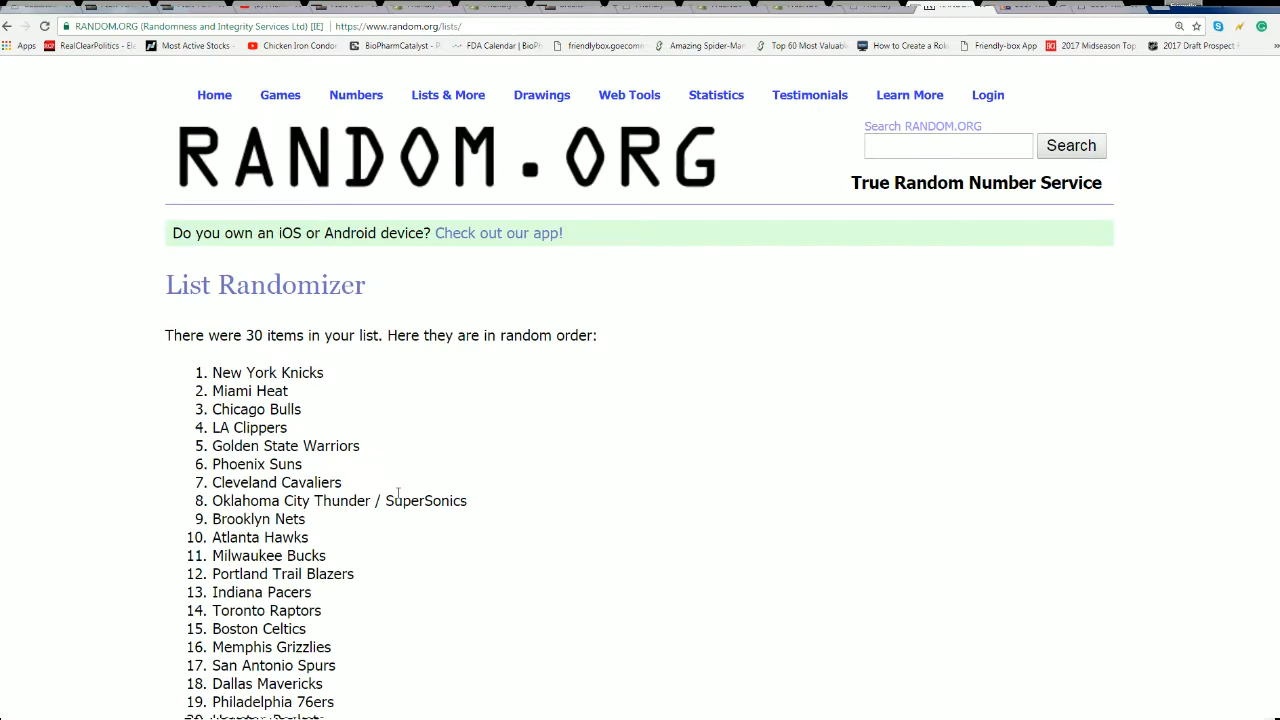 RANDOM.ORG (Randomness and Integrity Services Ltd) [IE] https://www.random.org/lists/
Apps RealClearPolitics - Ele Most Active Stocks - Chicken Iron Condor BioPharmCatalyst - P FDA Calendar | BioPh friendlybox.goecomm Amazing Spider-Man Top 60 Most Valuabl How to Create a Role Friendly-box App 2017 Midseason Top 2017 Draft Prospect
Home Games Numbers Lists & More Drawings Web Tools Statistics Testimonials Learn More Login
RANDOM.ORG
Search RANDOM.ORG
Search
True Random Number Service
Do you own an iOS or Android device? Check out our app!
List Randomizer
There were 30 items in your list. Here they are in random order:
1. New York Knicks
2. Miami Heat
3. Chicago Bulls
4. LA Clippers
5. Golden State Warriors
6. Phoenix Suns
7. Cleveland Cavaliers
8. Oklahoma City Thunder / SuperSonics
9. Brooklyn Nets
10. Atlanta Hawks
11. Milwaukee Bucks
12. Portland Trail Blazers
13. Indiana Pacers
14. Toronto Raptors
15. Boston Celtics
16. Memphis Grizzlies
17. San Antonio Spurs
18. Dallas Mavericks
19. Philadelphia 76ers